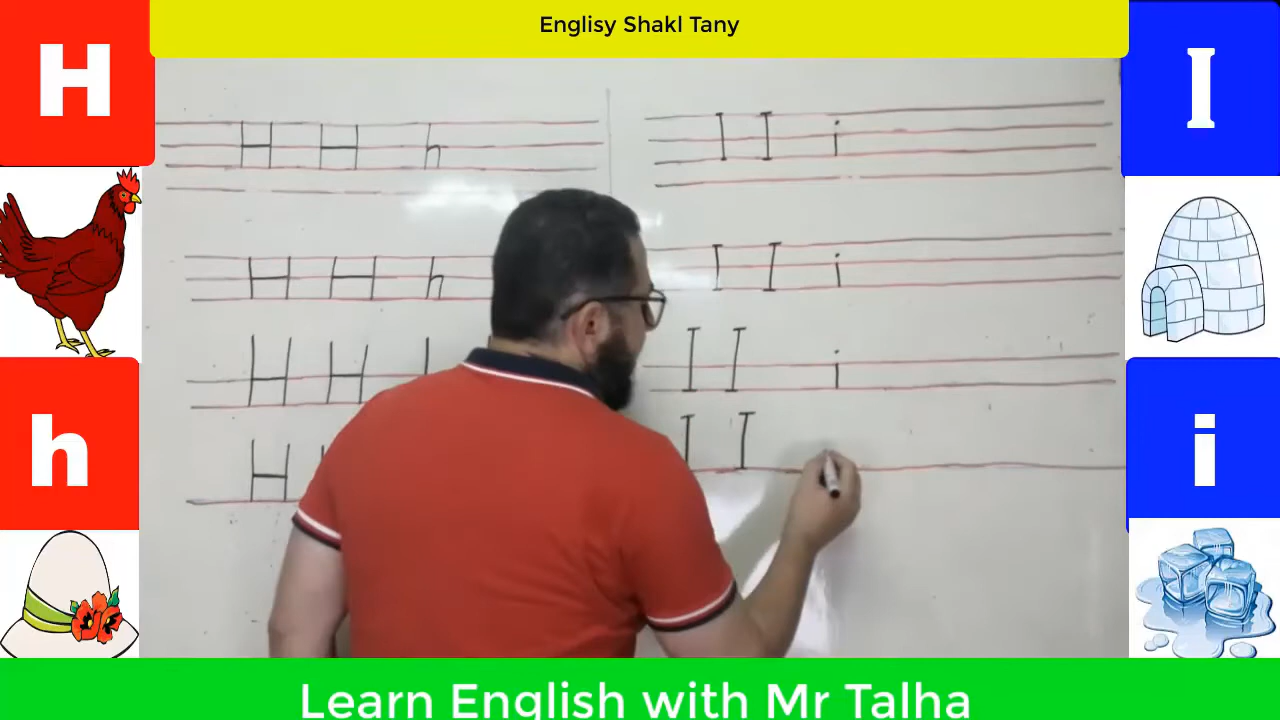 Englisy Shakl Tany
H
I
H H h
I I i
H H h
I I i
H H
I I i
H
I I
h
i
Learn English with Mr Talha